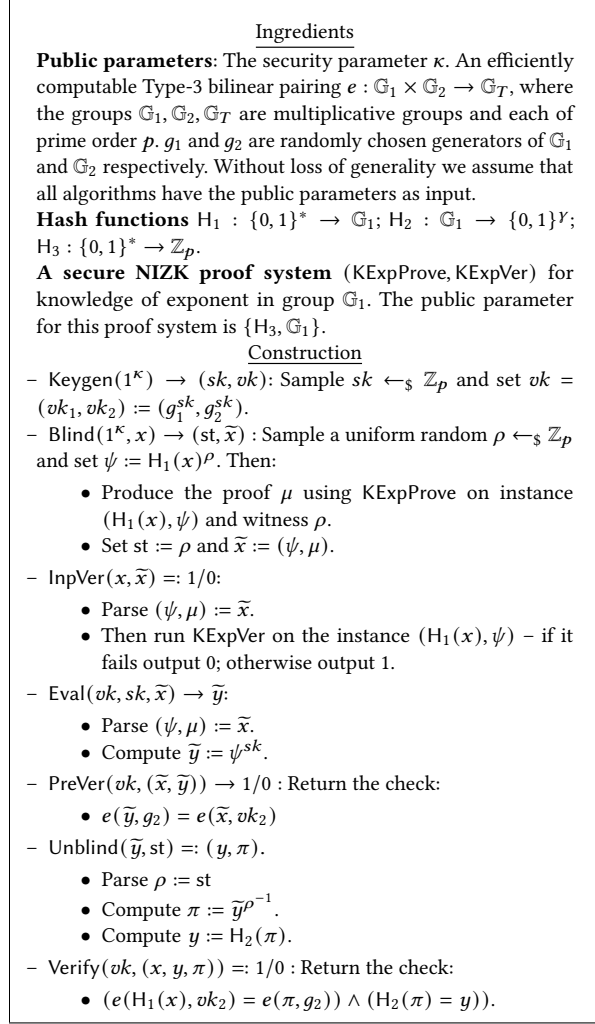 Ingredients
Public parameters: The security parameter κ. An efficiently
computable Type-3 bilinear pairing e : 𝔾₁ × 𝔾₂ → 𝔾_T, where
the groups 𝔾₁, 𝔾₂, 𝔾_T are multiplicative groups and each of
prime order p. g₁ and g₂ are randomly chosen generators of 𝔾₁
and 𝔾₂ respectively. Without loss of generality we assume that
all algorithms have the public parameters as input.
Hash functions H₁ : {0, 1}* → 𝔾₁; H₂ : 𝔾₁ → {0, 1}^γ;
H₃ : {0, 1}* → ℤ_p.
A secure NIZK proof system (KExpProve, KExpVer) for
knowledge of exponent in group 𝔾₁. The public parameter
for this proof system is {H₃, 𝔾₁}.
Construction
– Keygen(1^κ) → (sk, vk): Sample sk ←$ ℤ_p and set vk =
(vk₁, vk₂) := (g₁^sk, g₂^sk).
– Blind(1^κ, x) → (st, x̃) : Sample a uniform random ρ ←$ ℤ_p
and set ψ := H₁(x)^ρ. Then:
• Produce the proof μ using KExpProve on instance
(H₁(x), ψ) and witness ρ.
• Set st := ρ and x̃ := (ψ, μ).
– InpVer(x, x̃) =: 1/0:
• Parse (ψ, μ) := x̃.
• Then run KExpVer on the instance (H₁(x), ψ) – if it
fails output 0; otherwise output 1.
– Eval(vk, sk, x̃) → ỹ:
• Parse (ψ, μ) := x̃.
• Compute ỹ := ψ^sk.
– PreVer(vk, (x̃, ỹ)) → 1/0 : Return the check:
• e(ỹ, g₂) = e(x̃, vk₂)
– Unblind(ỹ, st) =: (y, π).
• Parse ρ := st
• Compute π := ỹ^ρ⁻¹.
• Compute y := H₂(π).
– Verify(vk, (x, y, π)) =: 1/0 : Return the check:
• (e(H₁(x), vk₂) = e(π, g₂)) ∧ (H₂(π) = y)).